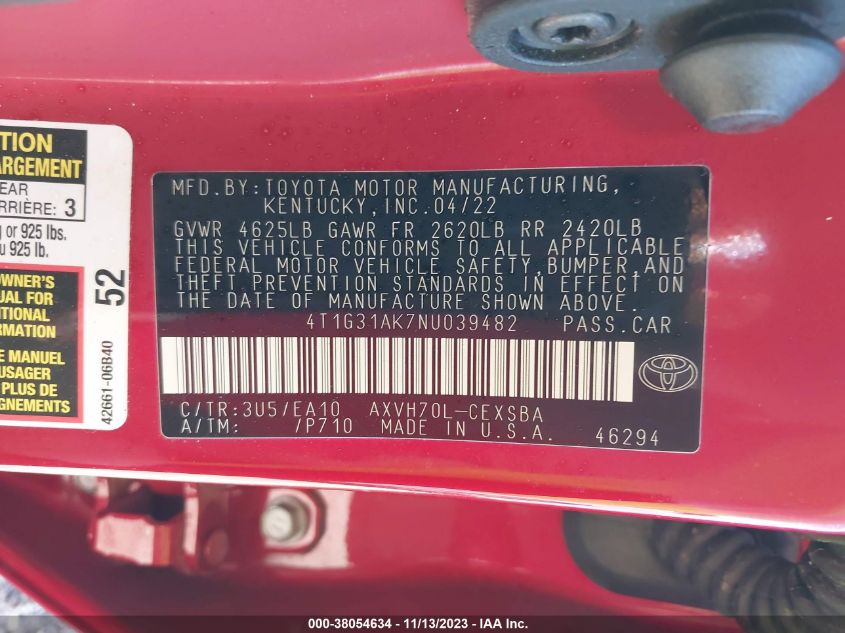 TION
ARGEMENT
EAR
ARRIÈRE: 3
g or 925 lbs.
u 925 lb.
OWNER'S
UAL FOR
ITIONAL
RMATION
E MANUEL
USAGER
PLUS
NEXIGNEM
52
42661-06B40
MFD.BY:TOYOTA MOTOR MANUFACTURING,
KENTUCKY,INC.04/22
GVWR 4625LB GAWR FR 2620LB RR 2420LB
THIS VEHICLE CONFORMS TO ALL APPLICABLE
FEDERAL MOTOR VEHICLE SAFETY,BUMPER,AND
THEFT PREVENTION STANDARDS IN EFFECT ON
THE DATE OF MANUFACTURE SHOWN ABOVE.
4T1G31AK7NU039482 PASS.CAR
C/TR:3U5/EA10 AXVH70L-CEXSBA
A/TM: /P710 MADE IN U.S.A. 46294
000-38054634 - 11/13/2023 - IAA Inc.